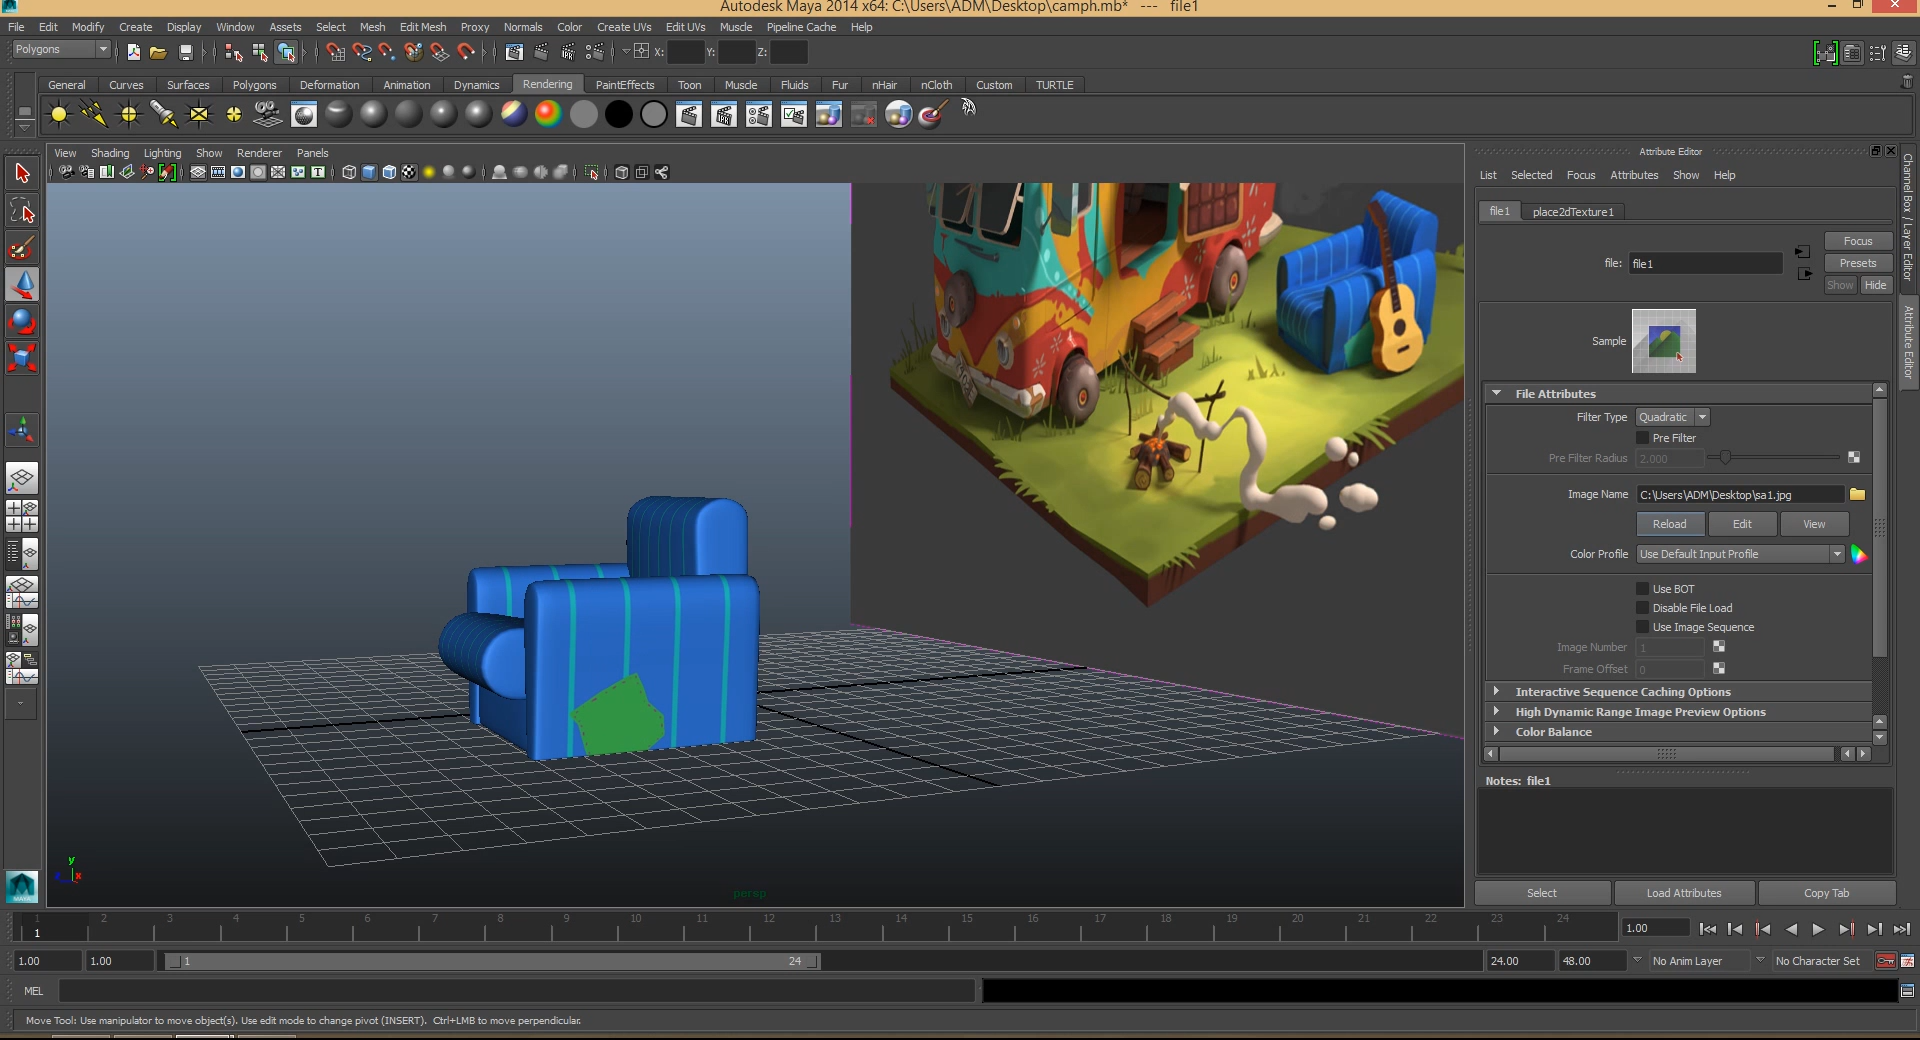 Autodesk Maya 2014 x64: C:\Users\ADM\Desktop\camph.mb* --- file1
File Edit Modify Create Display Window Assets Select Mesh Edit Mesh Proxy Normals Color Create UVs Edit UVs Muscle Pipeline Cache Help
Polygons X: Y: Z:
General Curves Surfaces Polygons Deformation Animation Dynamics Rendering PaintEffects Toon Muscle Fluids Fur nHair nCloth Custom TURTLE
View Shading Lighting Show Renderer Panels
Attribute Editor
List Selected Focus Attributes Show Help
file1 place2dTexture1
file: file1
Focus
Presets
Show Hide
Sample
File Attributes
Filter Type Quadratic
Pre Filter
Pre Filter Radius 2.000
Image Name C:\Users\ADM\Desktop\sa1.jpg
Reload Edit View
Color Profile Use Default Input Profile
Use BOT
Disable File Load
Use Image Sequence
Image Number 1
Frame Offset 0
Interactive Sequence Caching Options
High Dynamic Range Image Preview Options
Color Balance
Notes: file1
Select Load Attributes Copy Tab
Channel Box / Layer Editor
Attribute Editor
y
x
persp
1 2 3 4 5 6 7 8 9 10 11 12 13 14 15 16 17 18 19 20 21 22 23 24
1
1.00
1.00 1.00 1 24 24.00 48.00 No Anim Layer No Character Set
MEL
Move Tool: Use manipulator to move object(s). Use edit mode to change pivot (INSERT). Ctrl+LMB to move perpendicular.